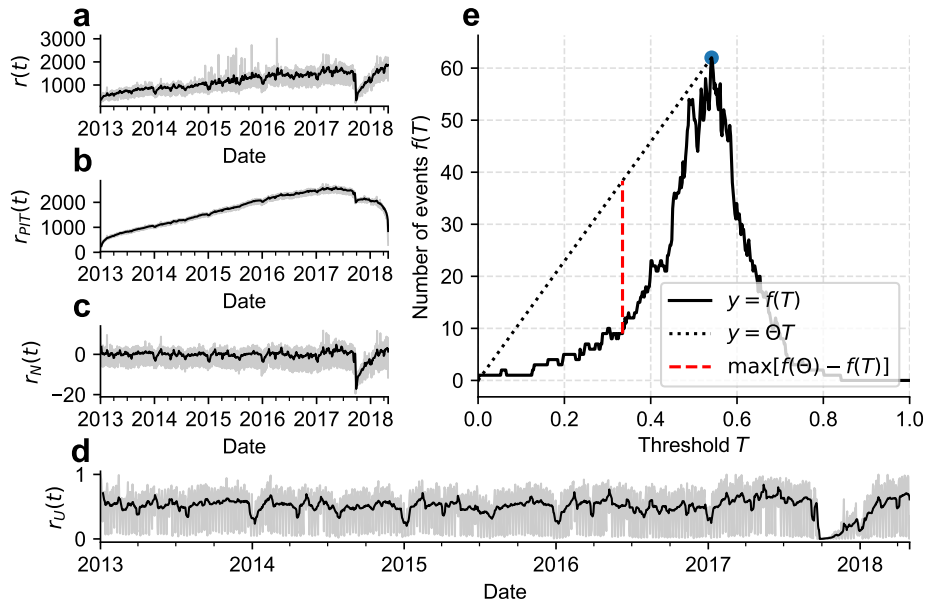 a
r(t)
3000
2000
1000
2013 2014 2015 2016 2017 2018
Date
b
r_{PIT}(t)
2000
1000
0
2013 2014 2015 2016 2017 2018
Date
c
r_N(t)
0
−20
2013 2014 2015 2016 2017 2018
Date
e
Number of events f(T)
60
50
40
30
20
10
0
0.0 0.2 0.4 0.6 0.8 1.0
Threshold T
y = f(T)
y = ΘT
max[f(Θ) − f(T)]
d
r_U(t)
1
0
2013 2014 2015 2016 2017 2018
Date